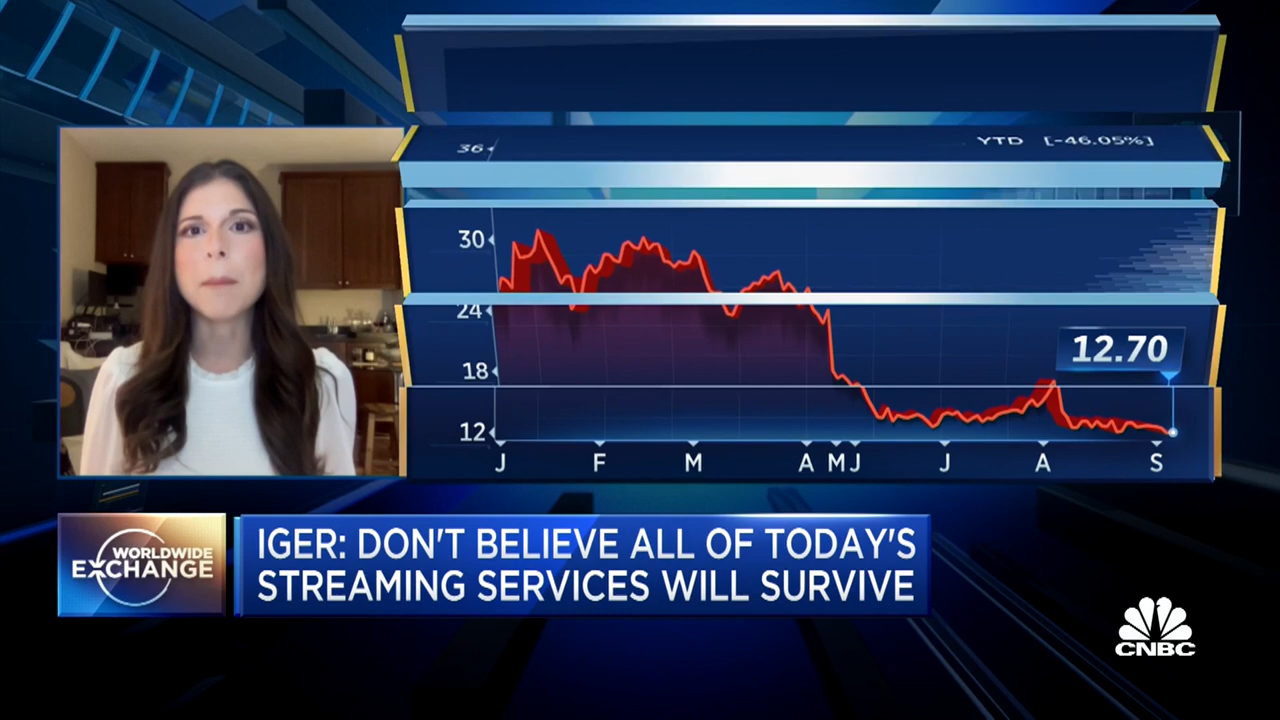 36
YTD [-46.05%]
30
24
18
12
12.70
J F M A M J J A S
WORLDWIDE
EXCHANGE
IGER: DON'T BELIEVE ALL OF TODAY'S
STREAMING SERVICES WILL SURVIVE
CNBC